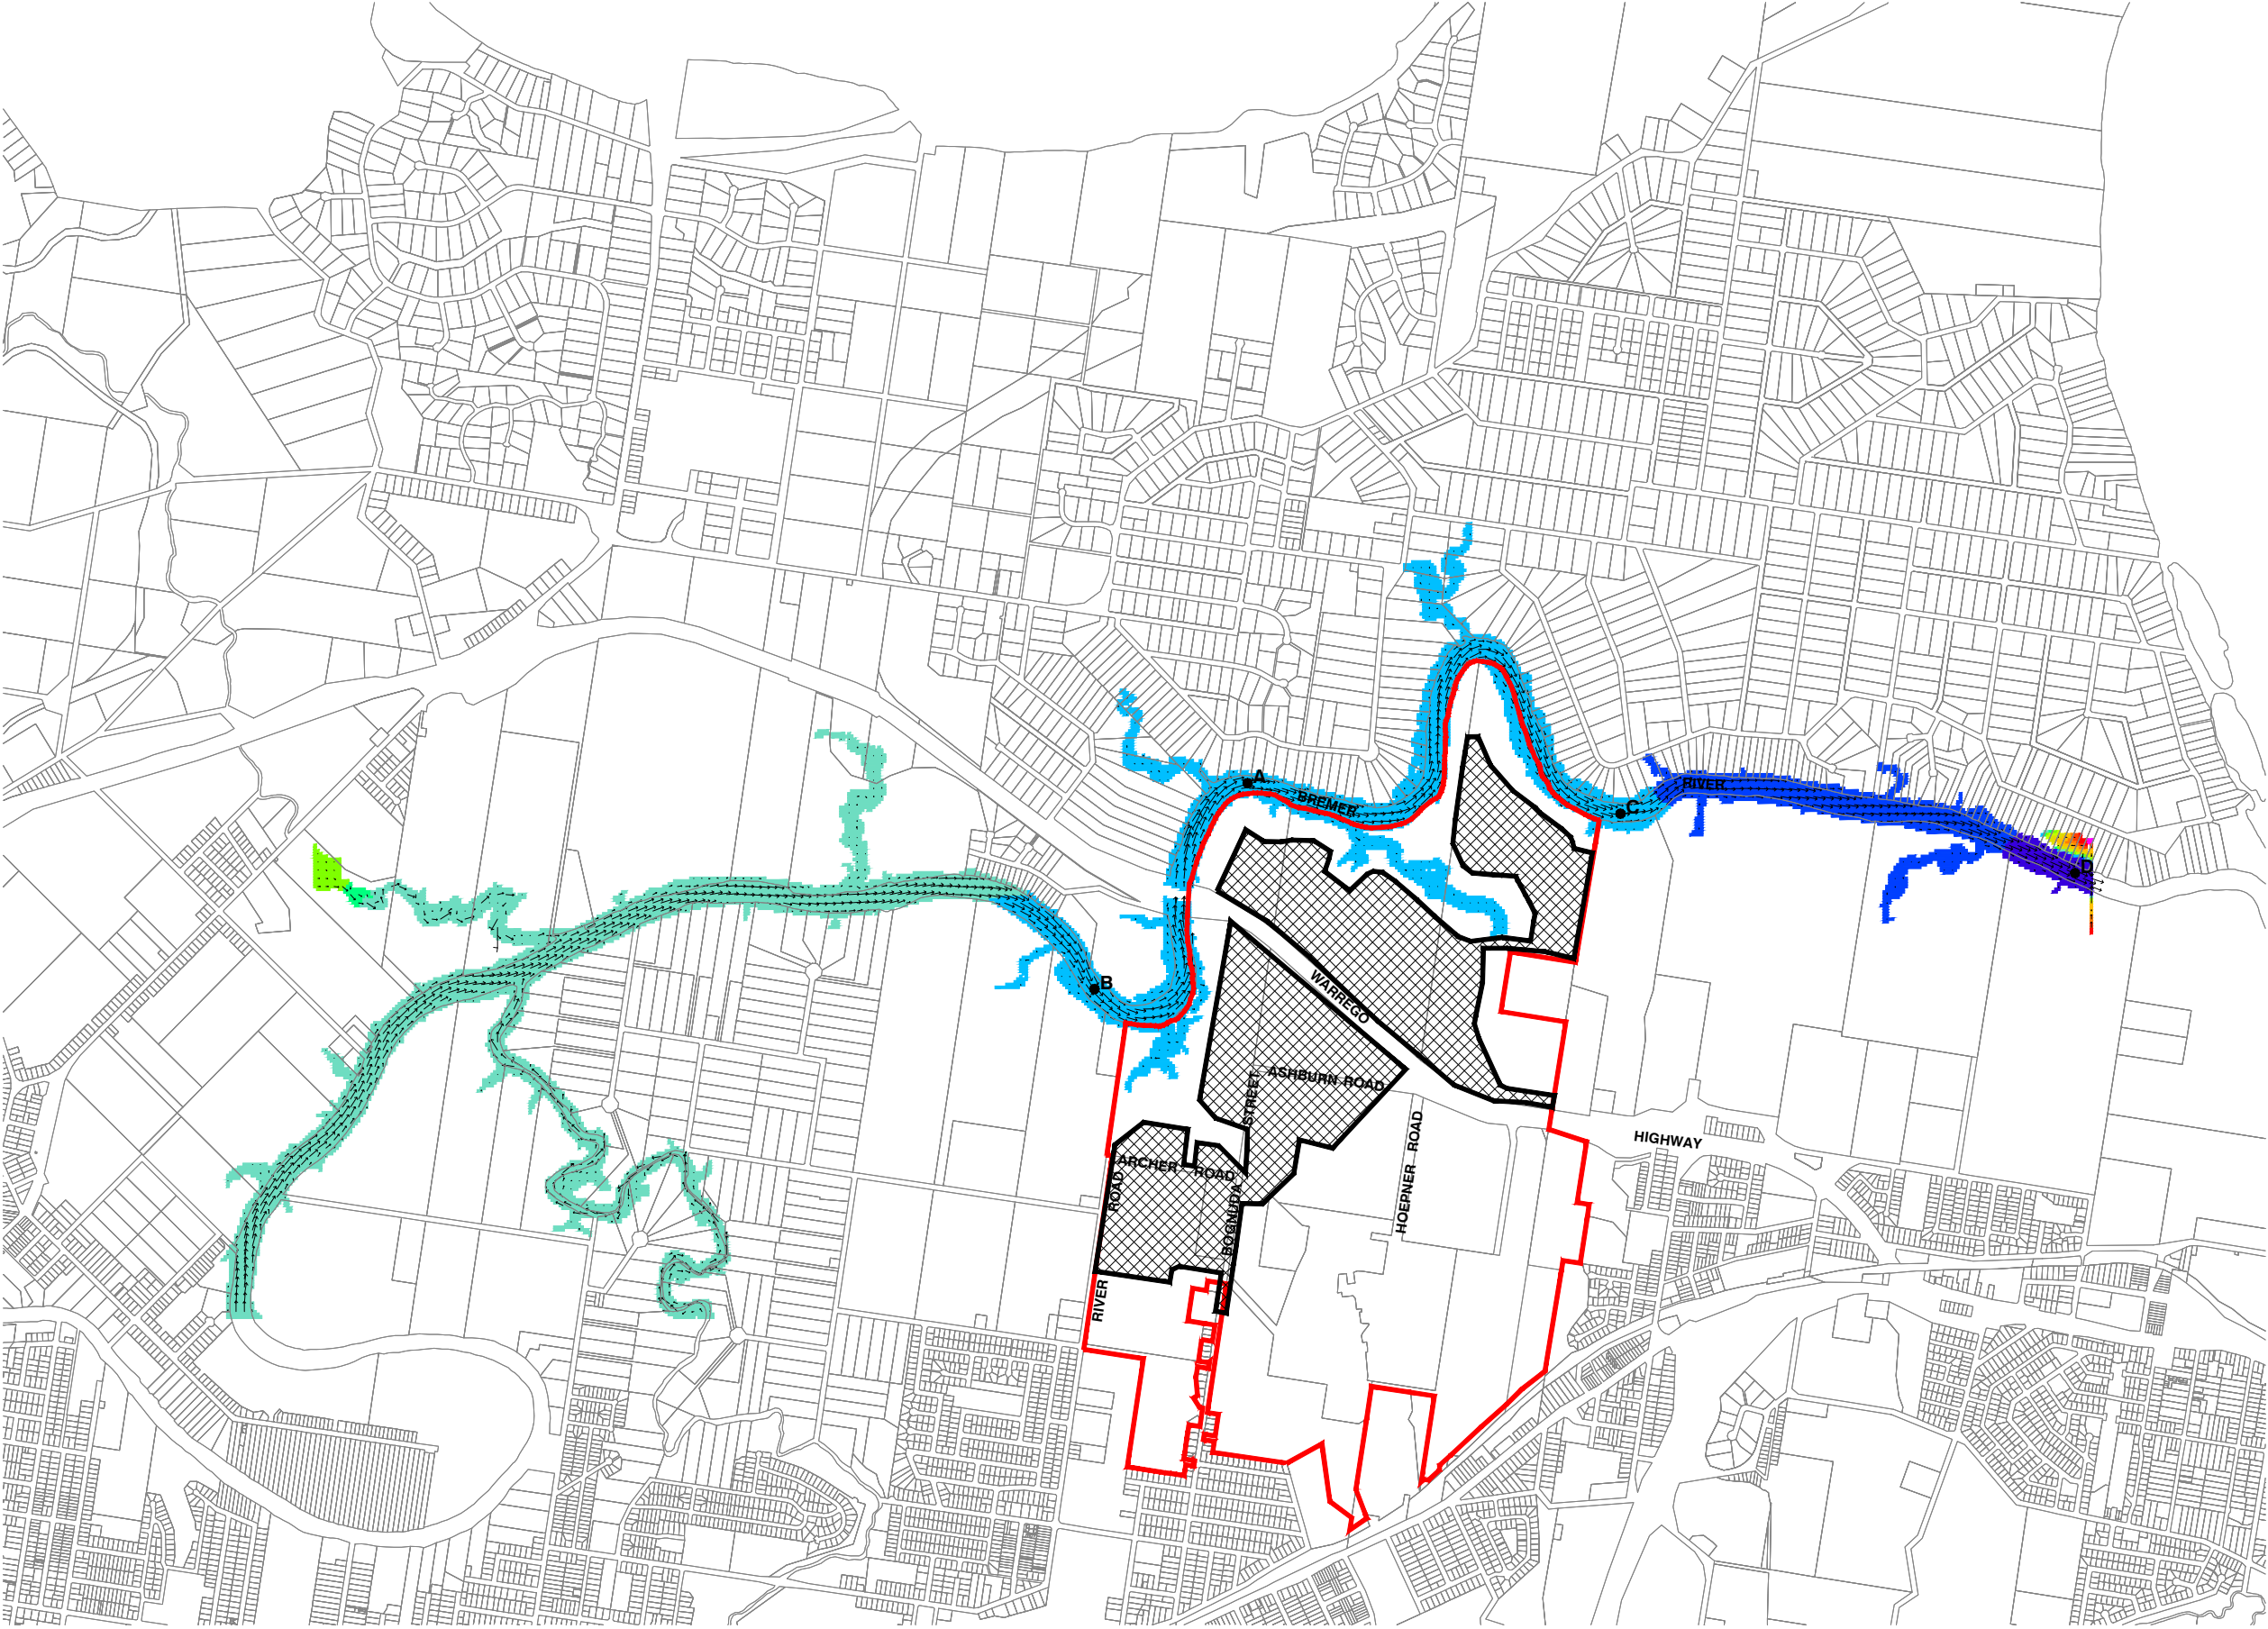 A
BREMER
RIVER
C
D
B
WARREGO
ASHBURN ROAD
STREET
HIGHWAY
ARCHER ROAD
ROAD
HOEPNER ROAD
BOGNUDA
RIVER